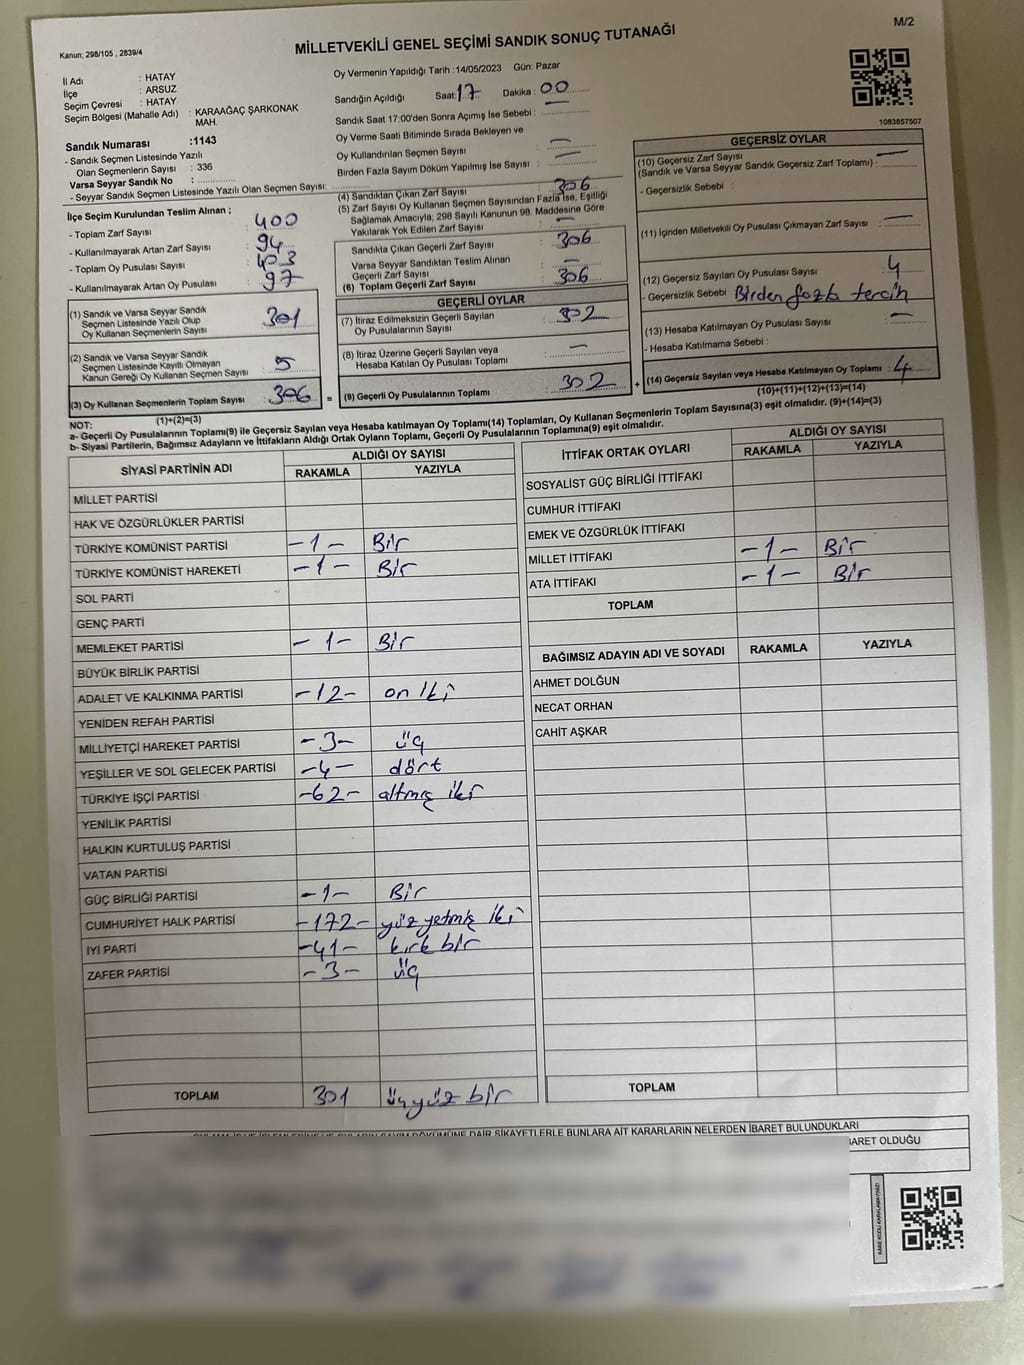 M/2
Kanun; 298/105 , 2839/4
MİLLETVEKİLİ GENEL SEÇİMİ SANDIK SONUÇ TUTANAĞI
İl Adı : HATAY
İlçe : ARSUZ
Seçim Çevresi : HATAY
Seçim Bölgesi (Mahalle Adı) : KARAAĞAÇ ŞARKONAK MAH.
Sandık Numarası :1143
- Sandık Seçmen Listesinde Yazılı
Olan Seçmenlerin Sayısı : 336
Varsa Seyyar Sandık No :
- Seyyar Sandık Seçmen Listesinde Yazılı Olan Seçmen Sayısı:
Oy Vermenin Yapıldığı Tarih :14/05/2023 Gün: Pazar
Sandığın Açıldığı Saat:17 Dakika : 00
Sandık Saat 17:00'den Sonra Açımış İse Sebebi : —
Oy Verme Saati Bitiminde Sırada Bekleyen ve
Oy Kullandırılan Seçmen Sayısı : —
Birden Fazla Sayım Döküm Yapılmış İse Sayısı : —
1083857507
İlçe Seçim Kurulundan Teslim Alınan ;
- Toplam Zarf Sayısı : 400
- Kullanılmayarak Artan Zarf Sayısı : 94
- Toplam Oy Pusulası Sayısı : 403
- Kullanılmayarak Artan Oy Pusulası : 97
(1) Sandık ve Varsa Seyyar Sandık
Seçmen Listesinde Yazılı Olup
Oy Kullanan Seçmenlerin Sayısı : 301
(2) Sandık ve Varsa Seyyar Sandık
Seçmen Listesinde Kayıtlı Olmayan
Kanun Gereği Oy Kullanan Seçmen Sayısı : 5
(3) Oy Kullanan Seçmenlerin Toplam Sayısı : 306
(1)+(2)=(3)
(4) Sandıktan Çıkan Zarf Sayısı : 306
(5) Zarf Sayısı Oy Kullanan Seçmen Sayısından Fazla İse, Eşitliği
Sağlamak Amacıyla, 298 Sayılı Kanunun 98. Maddesine Göre
Yakılarak Yok Edilen Zarf Sayısı : —
Sandıkta Çıkan Geçerli Zarf Sayısı : 306
Varsa Seyyar Sandıktan Teslim Alınan
Geçerli Zarf Sayısı : —
(6) Toplam Geçerli Zarf Sayısı : 306
GEÇERLİ OYLAR
(7) İtiraz Edilmeksizin Geçerli Sayılan
Oy Pusulalarının Sayısı : 302
(8) İtiraz Üzerine Geçerli Sayılan veya
Hesaba Katılan Oy Pusulası Toplamı : —
= (9) Geçerli Oy Pusulalarının Toplamı : 302 +
GEÇERSİZ OYLAR
(10) Geçersiz Zarf Sayısı
(Sandık ve Varsa Seyyar Sandık Geçersiz Zarf Toplamı) : —
- Geçersizlik Sebebi :
(11) İçinden Milletvekili Oy Pusulası Çıkmayan Zarf Sayısı : —
(12) Geçersiz Sayılan Oy Pusulası Sayısı : 4
- Geçersizlik Sebebi Birden fazla tercih
(13) Hesaba Katılmayan Oy Pusulası Sayısı : —
- Hesaba Katılmama Sebebi :
(14) Geçersiz Sayılan veya Hesaba Katılmayan Oy Toplamı : 4
(10)+(11)+(12)+(13)=(14)
NOT:
a- Geçerli Oy Pusulalarının Toplamı(9) ile Geçersiz Sayılan veya Hesaba katılmayan Oy Toplamı(14) Toplamları, Oy Kullanan Seçmenlerin Toplam Sayısına(3) eşit olmalıdır. (9)+(14)=(3)
b- Siyasi Partilerin, Bağımsız Adayların ve İttifakların Aldığı Ortak Oyların Toplamı, Geçerli Oy Pusulalarının Toplamına(9) eşit olmalıdır.
SİYASİ PARTİNİN ADI ALDIĞI OY SAYISI
RAKAMLA YAZIYLA
MİLLET PARTİSİ
HAK VE ÖZGÜRLÜKLER PARTİSİ
TÜRKİYE KOMÜNİST PARTİSİ -1- Bir
TÜRKİYE KOMÜNİST HAREKETİ -1- Bir
SOL PARTİ
GENÇ PARTİ
MEMLEKET PARTİSİ -1- Bir
BÜYÜK BİRLİK PARTİSİ
ADALET VE KALKINMA PARTİSİ -12- on iki
YENİDEN REFAH PARTİSİ
MİLLİYETÇİ HAREKET PARTİSİ -3- üç
YEŞİLLER VE SOL GELECEK PARTİSİ -4- dört
TÜRKİYE İŞÇİ PARTİSİ -62- altmış iki
YENİLİK PARTİSİ
HALKIN KURTULUŞ PARTİSİ
VATAN PARTİSİ
GÜÇ BİRLİĞİ PARTİSİ -1- Bir
CUMHURİYET HALK PARTİSİ -172- yüz yetmiş iki
İYİ PARTİ -41- kırk bir
ZAFER PARTİSİ -3- üç
TOPLAM 301 üçyüz bir
İTTİFAK ORTAK OYLARI ALDIĞI OY SAYISI
RAKAMLA YAZIYLA
SOSYALİST GÜÇ BİRLİĞİ İTTİFAKI
CUMHUR İTTİFAKI
EMEK VE ÖZGÜRLÜK İTTİFAKI
MİLLET İTTİFAKI -1- Bir
ATA İTTİFAKI -1- Bir
TOPLAM
BAĞIMSIZ ADAYIN ADI VE SOYADI RAKAMLA YAZIYLA
AHMET DOLĞUN
NECAT ORHAN
CAHİT AŞKAR
TOPLAM
DÖKÜMÜNE DAİR ŞİKAYETLERLE BUNLARA AİT KARARLARIN NELERDEN İBARET BULUNDUKLARI
İBARET OLDUĞU
KARE KODU KARALAMAYINIZ!